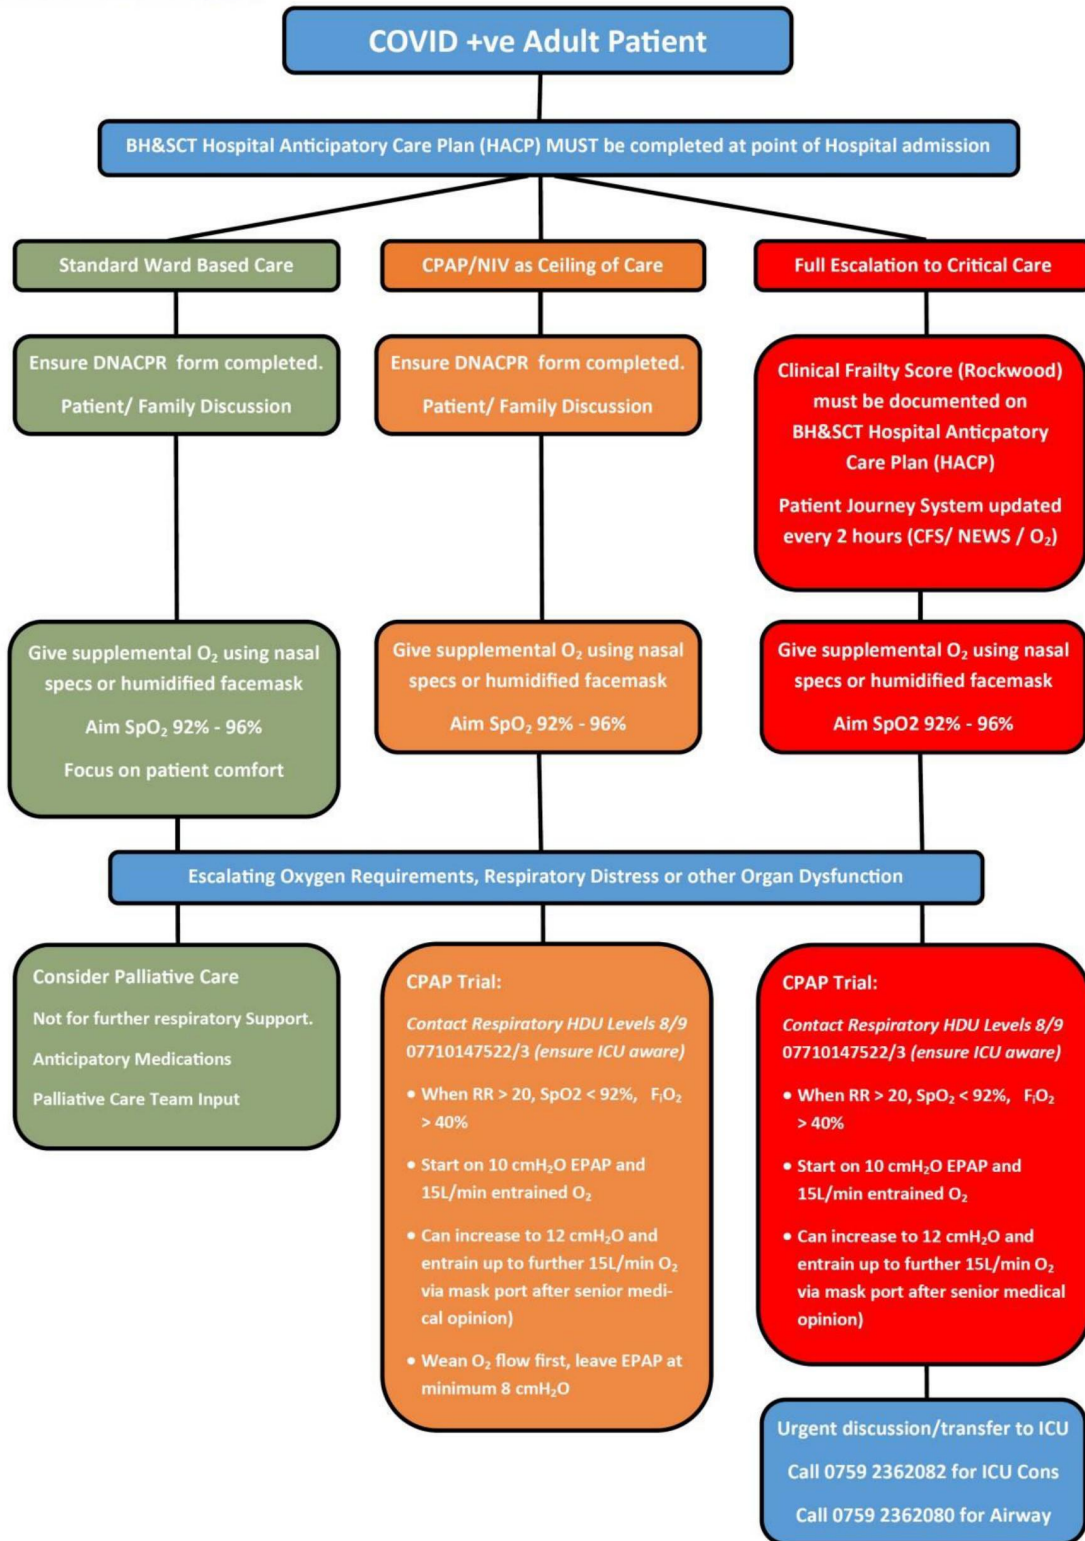 COVID +ve Adult Patient
BH&SCT Hospital Anticipatory Care Plan (HACP) MUST be completed at point of Hospital admission
Standard Ward Based Care
CPAP/NIV as Ceiling of Care
Full Escalation to Critical Care
Ensure DNACPR form completed.
Patient/ Family Discussion
Ensure DNACPR form completed.
Patient/ Family Discussion
Clinical Frailty Score (Rockwood)
must be documented on
BH&SCT Hospital Anticpatory
Care Plan (HACP)
Patient Journey System updated
every 2 hours (CFS/ NEWS / O₂)
Give supplemental O₂ using nasal
specs or humidified facemask
Aim SpO₂ 92% - 96%
Focus on patient comfort
Give supplemental O₂ using nasal
specs or humidified facemask
Aim SpO₂ 92% - 96%
Give supplemental O₂ using nasal
specs or humidified facemask
Aim SpO2 92% - 96%
Escalating Oxygen Requirements, Respiratory Distress or other Organ Dysfunction
Consider Palliative Care
Not for further respiratory Support.
Anticipatory Medications
Palliative Care Team Input
CPAP Trial:
Contact Respiratory HDU Levels 8/9
07710147522/3 (ensure ICU aware)
• When RR > 20, SpO2 < 92%, FᵢO₂
> 40%
• Start on 10 cmH₂O EPAP and
15L/min entrained O₂
• Can increase to 12 cmH₂O and
entrain up to further 15L/min O₂
via mask port after senior medi-
cal opinion)
• Wean O₂ flow first, leave EPAP at
minimum 8 cmH₂O
CPAP Trial:
Contact Respiratory HDU Levels 8/9
07710147522/3 (ensure ICU aware)
• When RR > 20, SpO₂ < 92%, FᵢO₂
> 40%
• Start on 10 cmH₂O EPAP and
15L/min entrained O₂
• Can increase to 12 cmH₂O and
entrain up to further 15L/min O₂
via mask port after senior medical
opinion)
Urgent discussion/transfer to ICU
Call 0759 2362082 for ICU Cons
Call 0759 2362080 for Airway